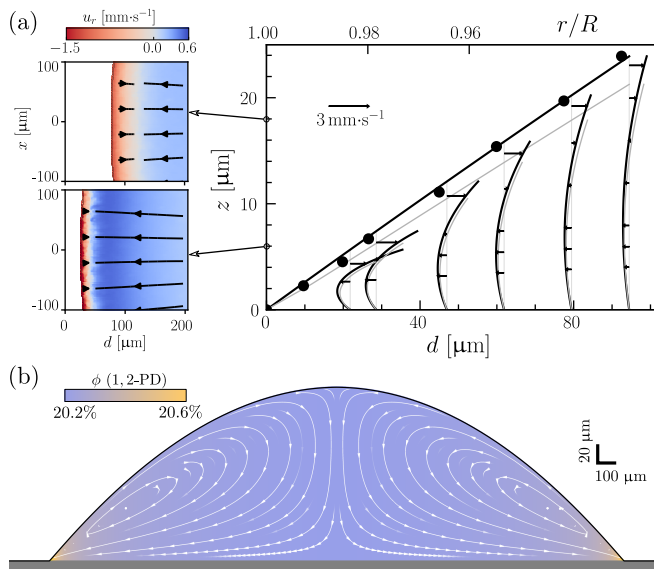 (a)
u_r [mm·s⁻¹]
−1.5 0.0 0.6
1.00 0.98 0.96 r/R
100
0
-100
x [μm]
100
0
-100
0 100 200
d [μm]
3 mm·s⁻¹
20
10
0
z [μm]
0 40 80
d [μm]
(b)
ϕ (1, 2-PD)
20.2% 20.6%
20 μm
100 μm